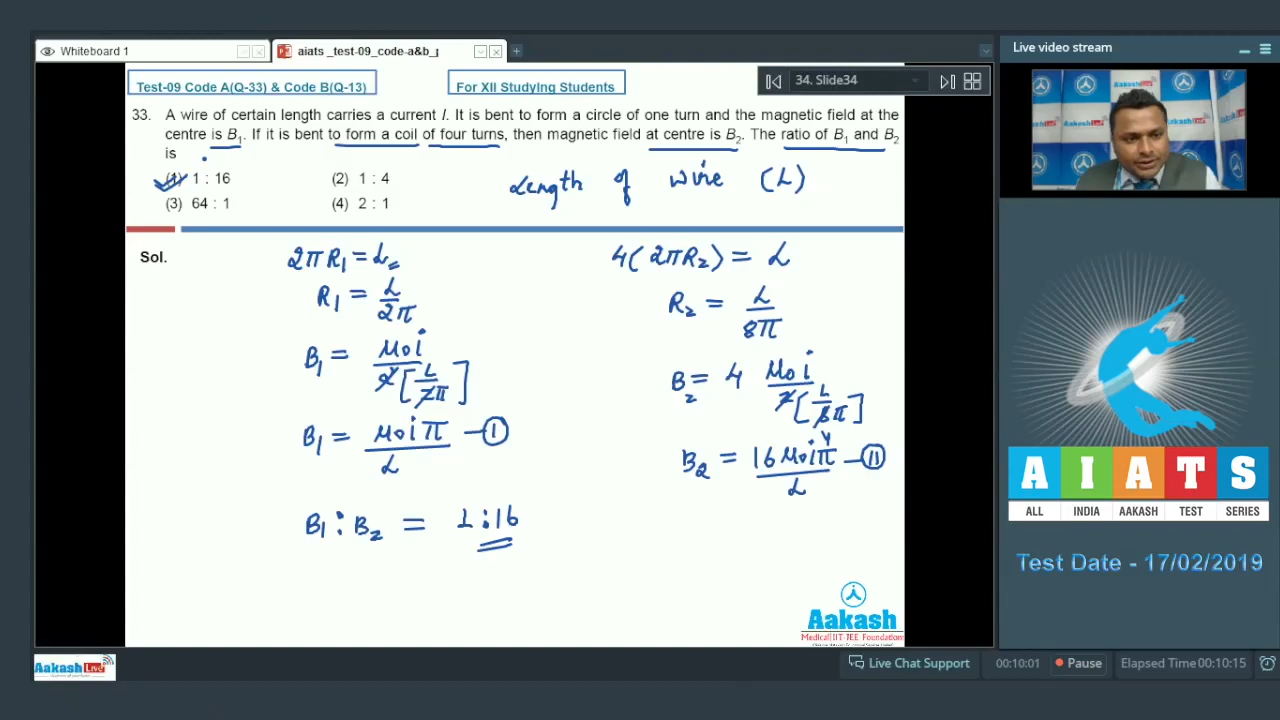 Whiteboard 1
aiats _test-09_code-a&b_p
Live video stream
Test-09 Code A(Q-33) & Code B(Q-13)
For XII Studying Students
34. Slide34
33. A wire of certain length carries a current I. It is bent to form a circle of one turn and the magnetic field at the
centre is B₁. If it is bent to form a coil of four turns, then magnetic field at centre is B₂. The ratio of B₁ and B₂
is
(1) 1 : 16
(2) 1 : 4
(3) 64 : 1
(4) 2 : 1
Length of wire (L)
Sol.
2πR₁ = L
R₁ = L/2π
B₁ = μ₀i/2[L/2π]
B₁ = μ₀iπ/L —(I)
B₁ : B₂ = 1 : 16
4(2πR₂) = L
R₂ = L/8π
B₂ = 4 μ₀i/2[L/8π]
B₂ = 16μ₀iπ/L —(II)
AIATS
ALL INDIA AAKASH TEST SERIES
Test Date - 17/02/2019
Aakash
Medical|IIT-JEE|Foundations
Aakash Live
Live Chat Support
00:10:01
Pause
Elapsed Time 00:10:15